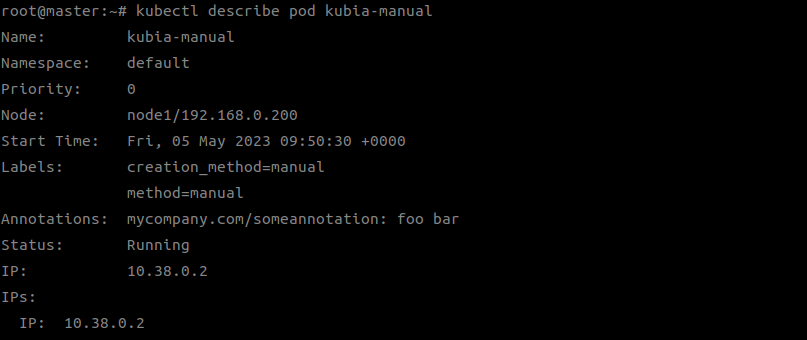 root@master:~# kubectl describe pod kubia-manual
Name:         kubia-manual
Namespace:    default
Priority:     0
Node:         node1/192.168.0.200
Start Time:   Fri, 05 May 2023 09:50:30 +0000
Labels:       creation_method=manual
              method=manual
Annotations:  mycompany.com/someannotation: foo bar
Status:       Running
IP:           10.38.0.2
IPs:
  IP:  10.38.0.2